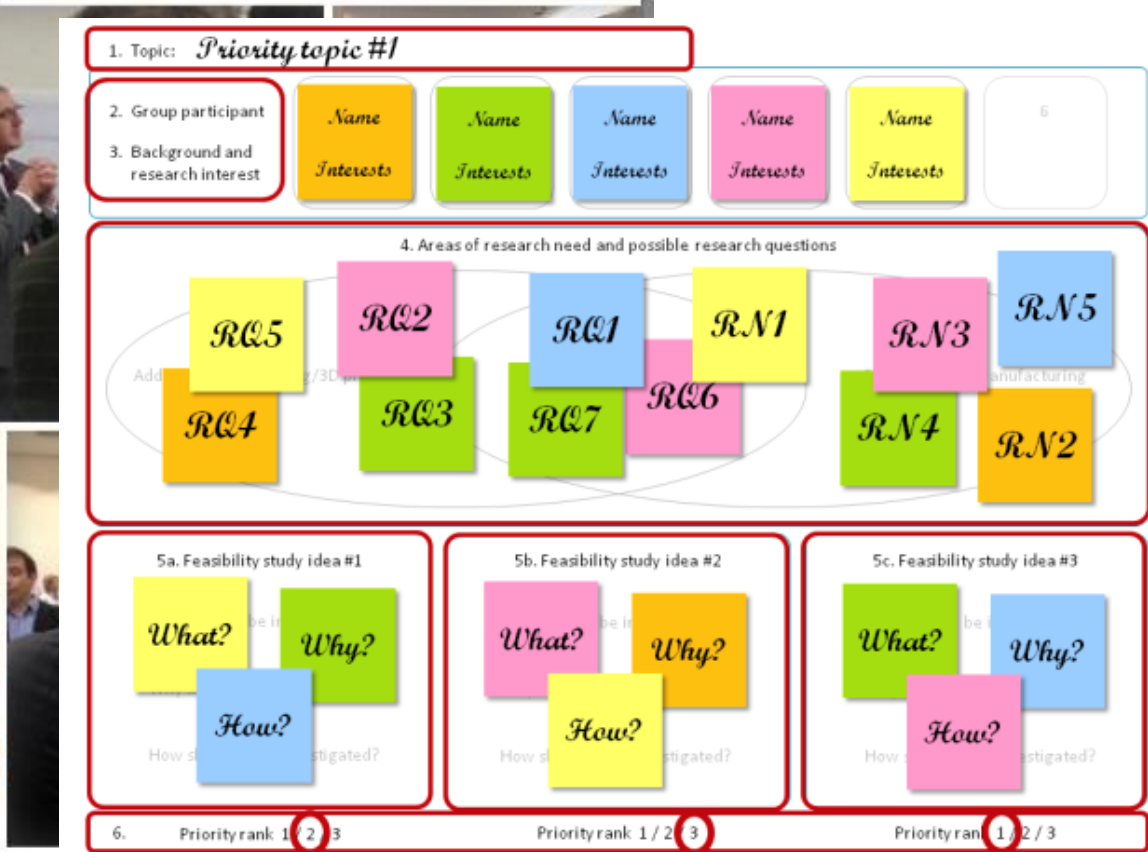 1. Topic: Priority topic #1
2. Group participant
3. Background and
research interest
Name
Interests
Name
Interests
Name
Interests
Name
Interests
Name
Interests
6
4. Areas of research need and possible research questions
RQ5
RQ2
RQ1
RN1
RN3
RN5
anufacturing
RQ4
RQ3
RQ7
RQ6
RN4
RN2
5a. Feasibility study idea #1
What?
Why?
How?
stigated?
5b. Feasibility study idea #2
What?
Why?
How?
estigated?
5c. Feasibility study idea #3
What?
Why?
How?
estigated?
6. Priority rank 1 / 2 / 3
Priority rank 1 / 2 / 3
Priority rank 1 / 2 / 3